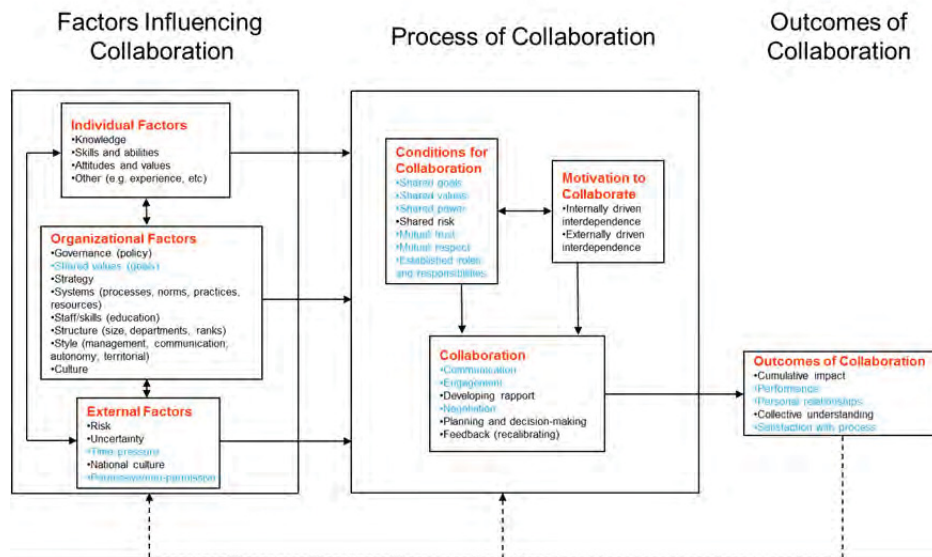 Factors Influencing
Collaboration
Process of Collaboration
Outcomes of
Collaboration
Individual Factors
•Knowledge
•Skills and abilities
•Attitudes and values
•Other (e.g. experience, etc)
Organizational Factors
•Governance (policy)
•Shared values (goals)
•Strategy
•Systems (processes, norms, practices,
resources)
•Staff/skills (education)
•Structure (size, departments, ranks)
•Style (management, communication,
autonomy, territorial)
•Culture
External Factors
•Risk
•Uncertainty
•Time pressure
•National culture
Conditions for
Collaboration
•Shared goals
•Shared values
•Shared power
•Shared risk
•Mutual trust
•Mutual respect
•Established roles
and responsibilities
Motivation to
Collaborate
•Internally driven
interdependence
•Externally driven
interdependence
Collaboration
•Communication
•Engagement
•Developing rapport
•Negotiation
•Planning and decision-making
•Feedback (recalibrating)
Outcomes of Collaboration
•Cumulative impact
•Performance
•Personal relationships
•Collective understanding
•Satisfaction with process